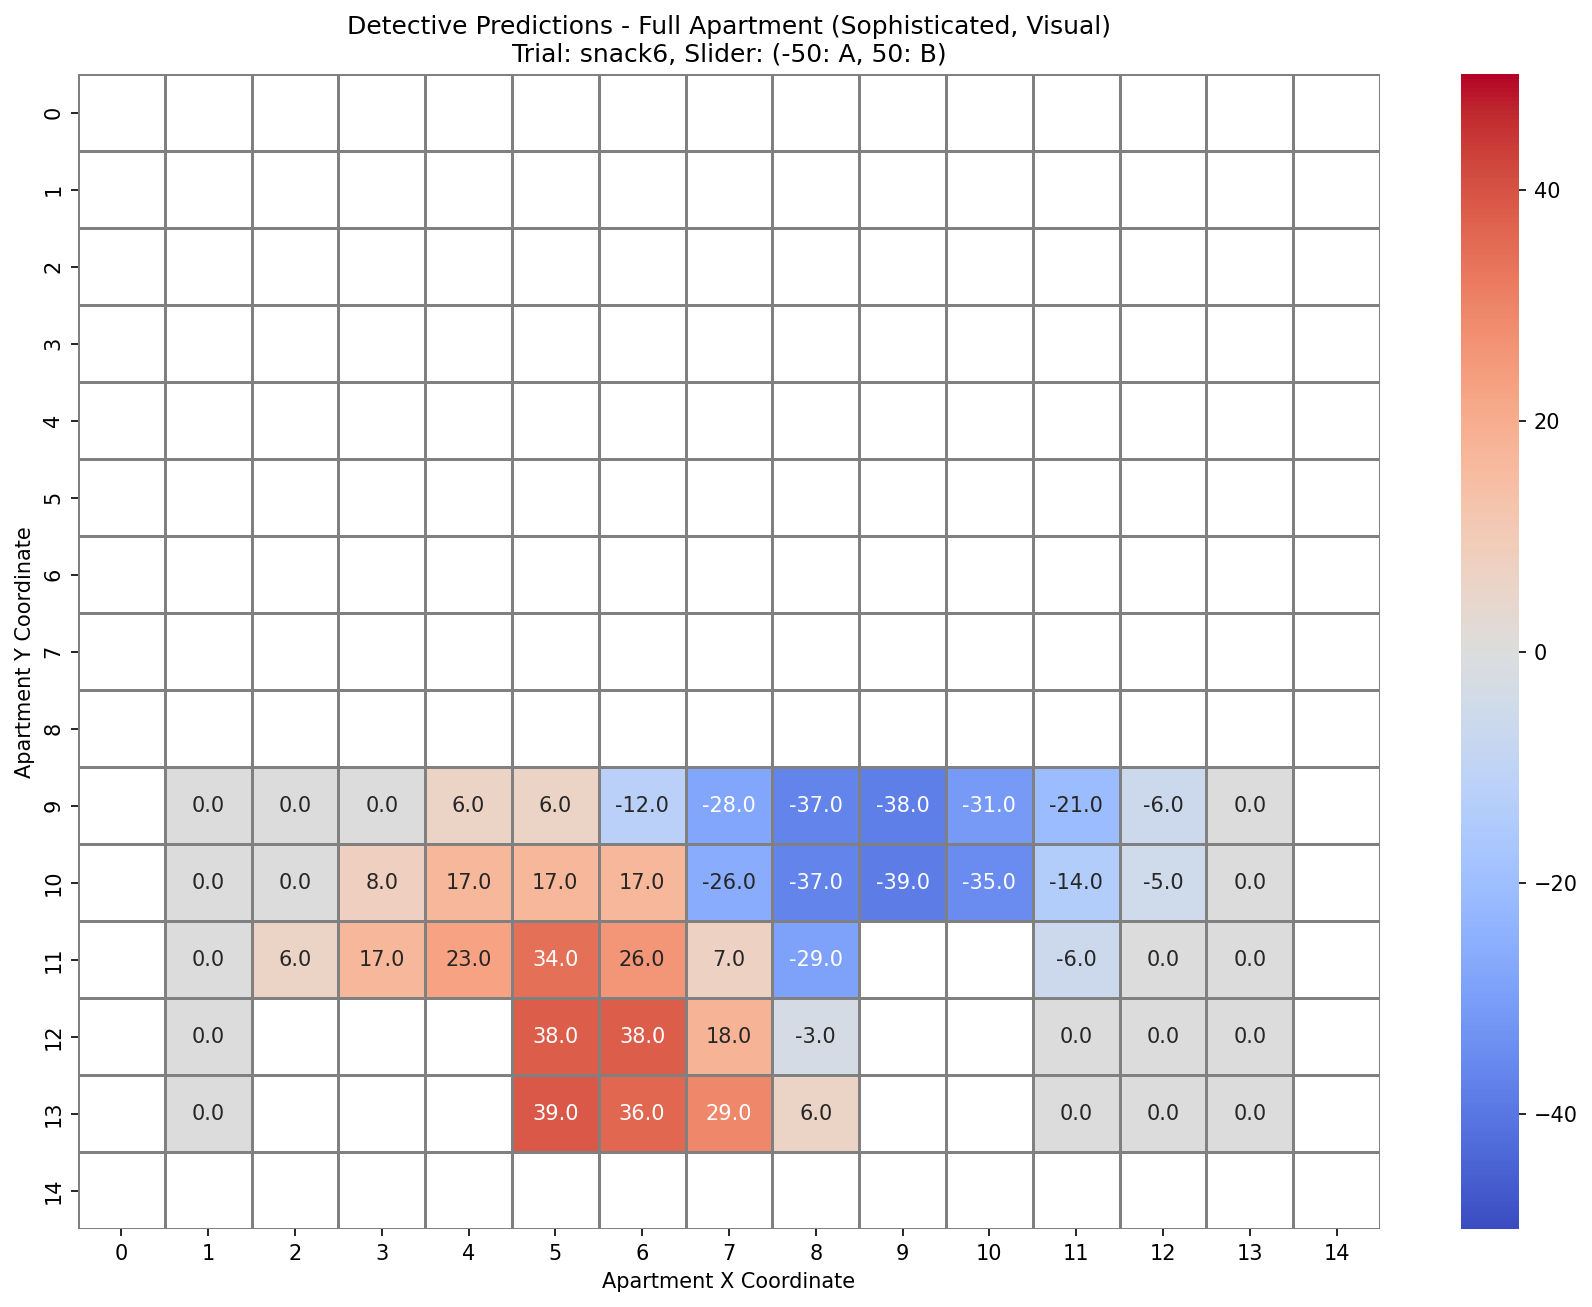 Detective Predictions - Full Apartment (Sophisticated, Visual)
Trial: snack6, Slider: (-50: A, 50: B)
Apartment Y Coordinate
0
1
2
3
4
5
6
7
8
9 0.0 0.0 0.0 6.0 6.0 -12.0 -28.0 -37.0 -38.0 -31.0 -21.0 -6.0 0.0
10 0.0 0.0 8.0 17.0 17.0 17.0 -26.0 -37.0 -39.0 -35.0 -14.0 -5.0 0.0
11 0.0 6.0 17.0 23.0 34.0 26.0 7.0 -29.0 -6.0 0.0 0.0
12 0.0 38.0 38.0 18.0 -3.0 0.0 0.0 0.0
13 0.0 39.0 36.0 29.0 6.0 0.0 0.0 0.0
14
0 1 2 3 4 5 6 7 8 9 10 11 12 13 14
Apartment X Coordinate
40
20
0
−20
−40